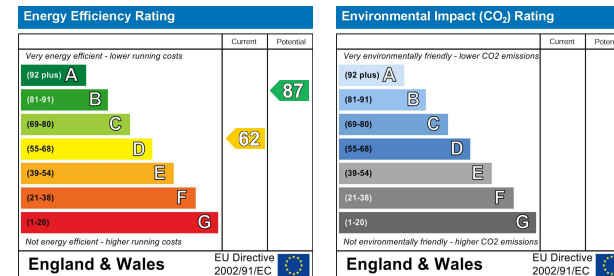 Energy Efficiency Rating
Current
Potential
Very energy efficient - lower running costs
(92 plus) A
(81-91) B
(69-80) C
(55-68) D
(39-54) E
(21-38) F
(1-20) G
62
87
Not energy efficient - higher running costs
England & Wales
EU Directive
2002/91/EC
Environmental Impact (CO₂) Rating
Current
Poten
Very environmentally friendly - lower CO2 emissions
(92 plus) A
(81-91) B
(69-80) C
(55-68) D
(39-54) E
(21-38) F
(1-20) G
Not environmentally friendly - higher CO2 emissions
England & Wales
EU Directive
2002/91/EC